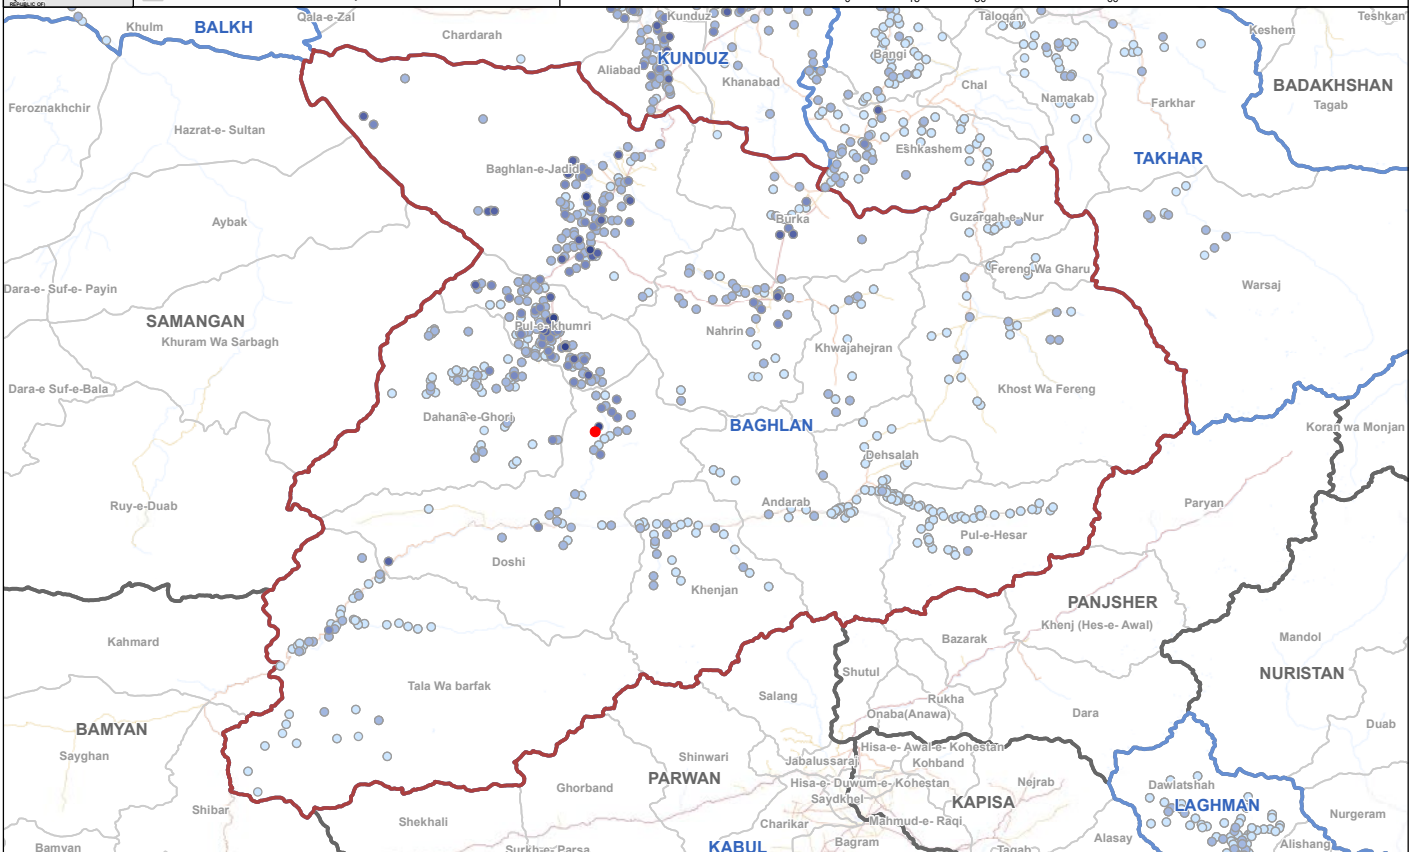 REPUBLIC OF)
Qala-e-Zal
Kunduz
Taloqan
Teshkan
Khulm
BALKH
Chardarah
Keshem
KUNDUZ
Bangi
Aliabad
Khanabad
Chal
BADAKHSHAN
Namakab
Farkhar
Tagab
Feroznakhchir
Hazrat-e- Sultan
Eshkashem
TAKHAR
Baghlan-e-Jadid
Aybak
Burka
Guzargah-e- Nur
Fereng Wa Gharu
Dara-e- Suf-e- Payin
Warsaj
SAMANGAN
Pul-e- khumri
Nahrin
Khuram Wa Sarbagh
Khwajahejran
Dara-e Suf-e-Bala
Khost Wa Fereng
Dahana-e-Ghori
BAGHLAN
Koran wa Monjan
Dehsalah
Ruy-e-Duab
Andarab
Paryan
Pul-e-Hesar
Doshi
Khenjan
PANJSHER
Khenj (Hes-e- Awal)
Kahmard
Bazarak
Mandol
Shutul
NURISTAN
Tala Wa barfak
Salang
Rukha
Onaba(Anawa)
Dara
Duab
BAMYAN
Hisa-e- Awal-e- Kohestan
Sayghan
Shinwari
Jabalussaraj
Kohband
PARWAN
Hisa-e- Duwum-e- Kohestan
Nejrab
Dawlatshah
Ghorband
Saydkhel
KAPISA
LAGHMAN
Shibar
Shekhali
Charikar
Mahmud-e- Raqi
Nurgeram
Alasay
Bamyan
Surkh-e- Parsa
KABUL
Bagram
Tagab
Alishang